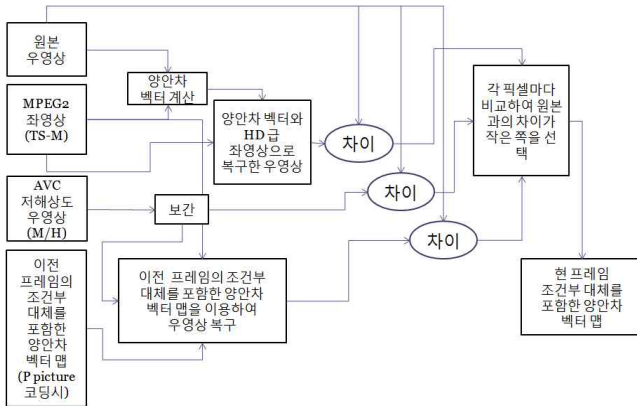 원본
우영상
MPEG2
좌영상
(TS-M)
AVC
저해상도
우영상
(M/H)
이전
프레임의
조건부
대체를
포함한
양안차
벡터 맵
(P picture
코딩시)
양안차
벡터 계산
양안차 벡터와
HD 급
좌영상으로
복구한 우영상
보간
이전 프레임의 조건부
대체를 포함한 양안차
벡터 맵을 이용하여
우영상 복구
차이
차이
차이
각 픽셀마다
비교하여 원본
과의 차이가
작은 쪽을 선
택
현 프레임
조건부 대체를
포함한 양안차
벡터 맵